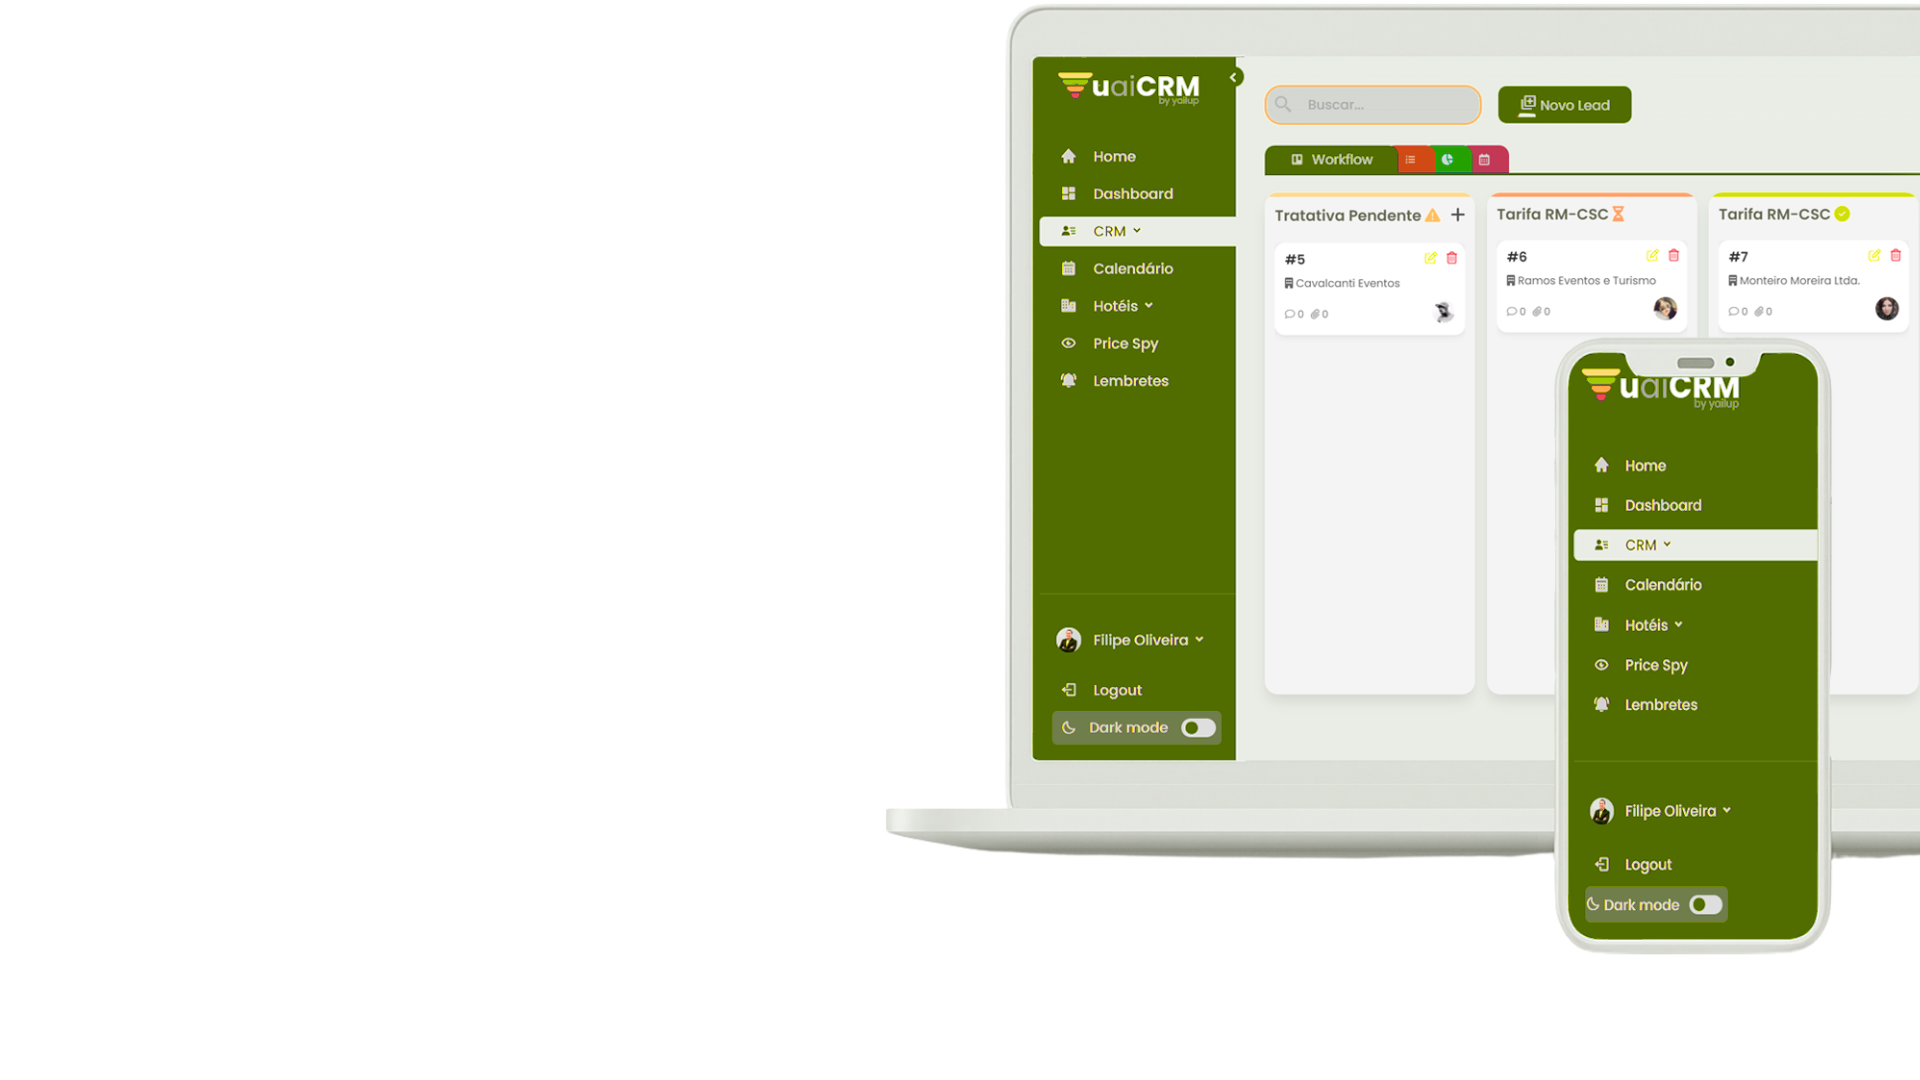 uaiCRM
by yallup
Home
Dashboard
CRM
Calendário
Hotéis
Price Spy
Lembretes
Filipe Oliveira
Logout
Dark mode
Buscar...
Novo Lead
Workflow
Tratativa Pendente
#5
Cavalcanti Eventos
0 0
Tarifa RM-CSC
#6
Ramos Eventos e Turismo
0 0
Tarifa RM-CSC
#7
Monteiro Moreira Ltda.
0 0
uaiCRM
by yallup
Home
Dashboard
CRM
Calendário
Hotéis
Price Spy
Lembretes
Filipe Oliveira
Logout
Dark mode